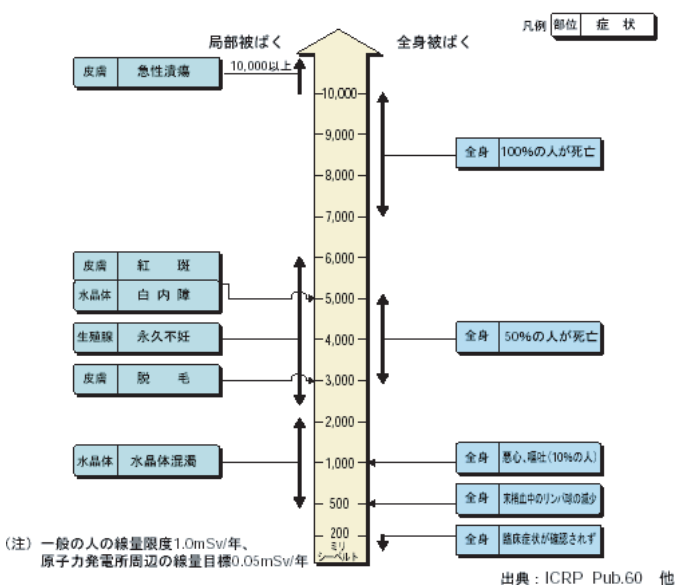 凡例 部位 症状
局部被ばく 全身被ばく
皮膚 急性潰瘍 10,000以上
10,000
9,000
全身 100%の人が死亡
8,000
7,000
皮膚 紅斑 6,000
水晶体 白内障 5,000
生殖腺 永久不妊 4,000 全身 50%の人が死亡
皮膚 脱毛 3,000
2,000
水晶体 水晶体混濁 1,000 全身 悪心、嘔吐(10%の人)
500 全身 末梢血中のリンパ球の減少
200 全身 臨床症状が確認されず
ミリ
シーベルト
(注) 一般の人の線量限度1.0mSv/年、
原子力発電所周辺の線量目標0.05mSv/年
出典:ICRP Pub.60 他